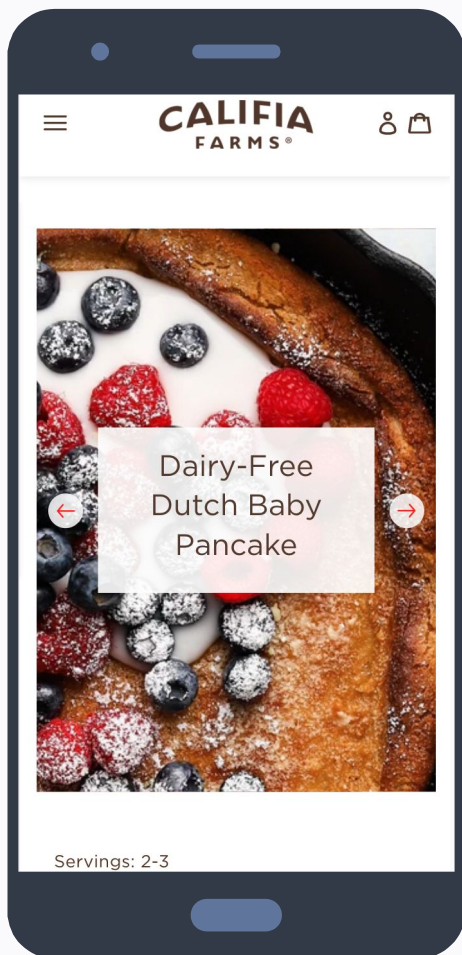 CALIFIA
FARMS®
Dairy-Free
Dutch Baby
Pancake
Servings: 2-3